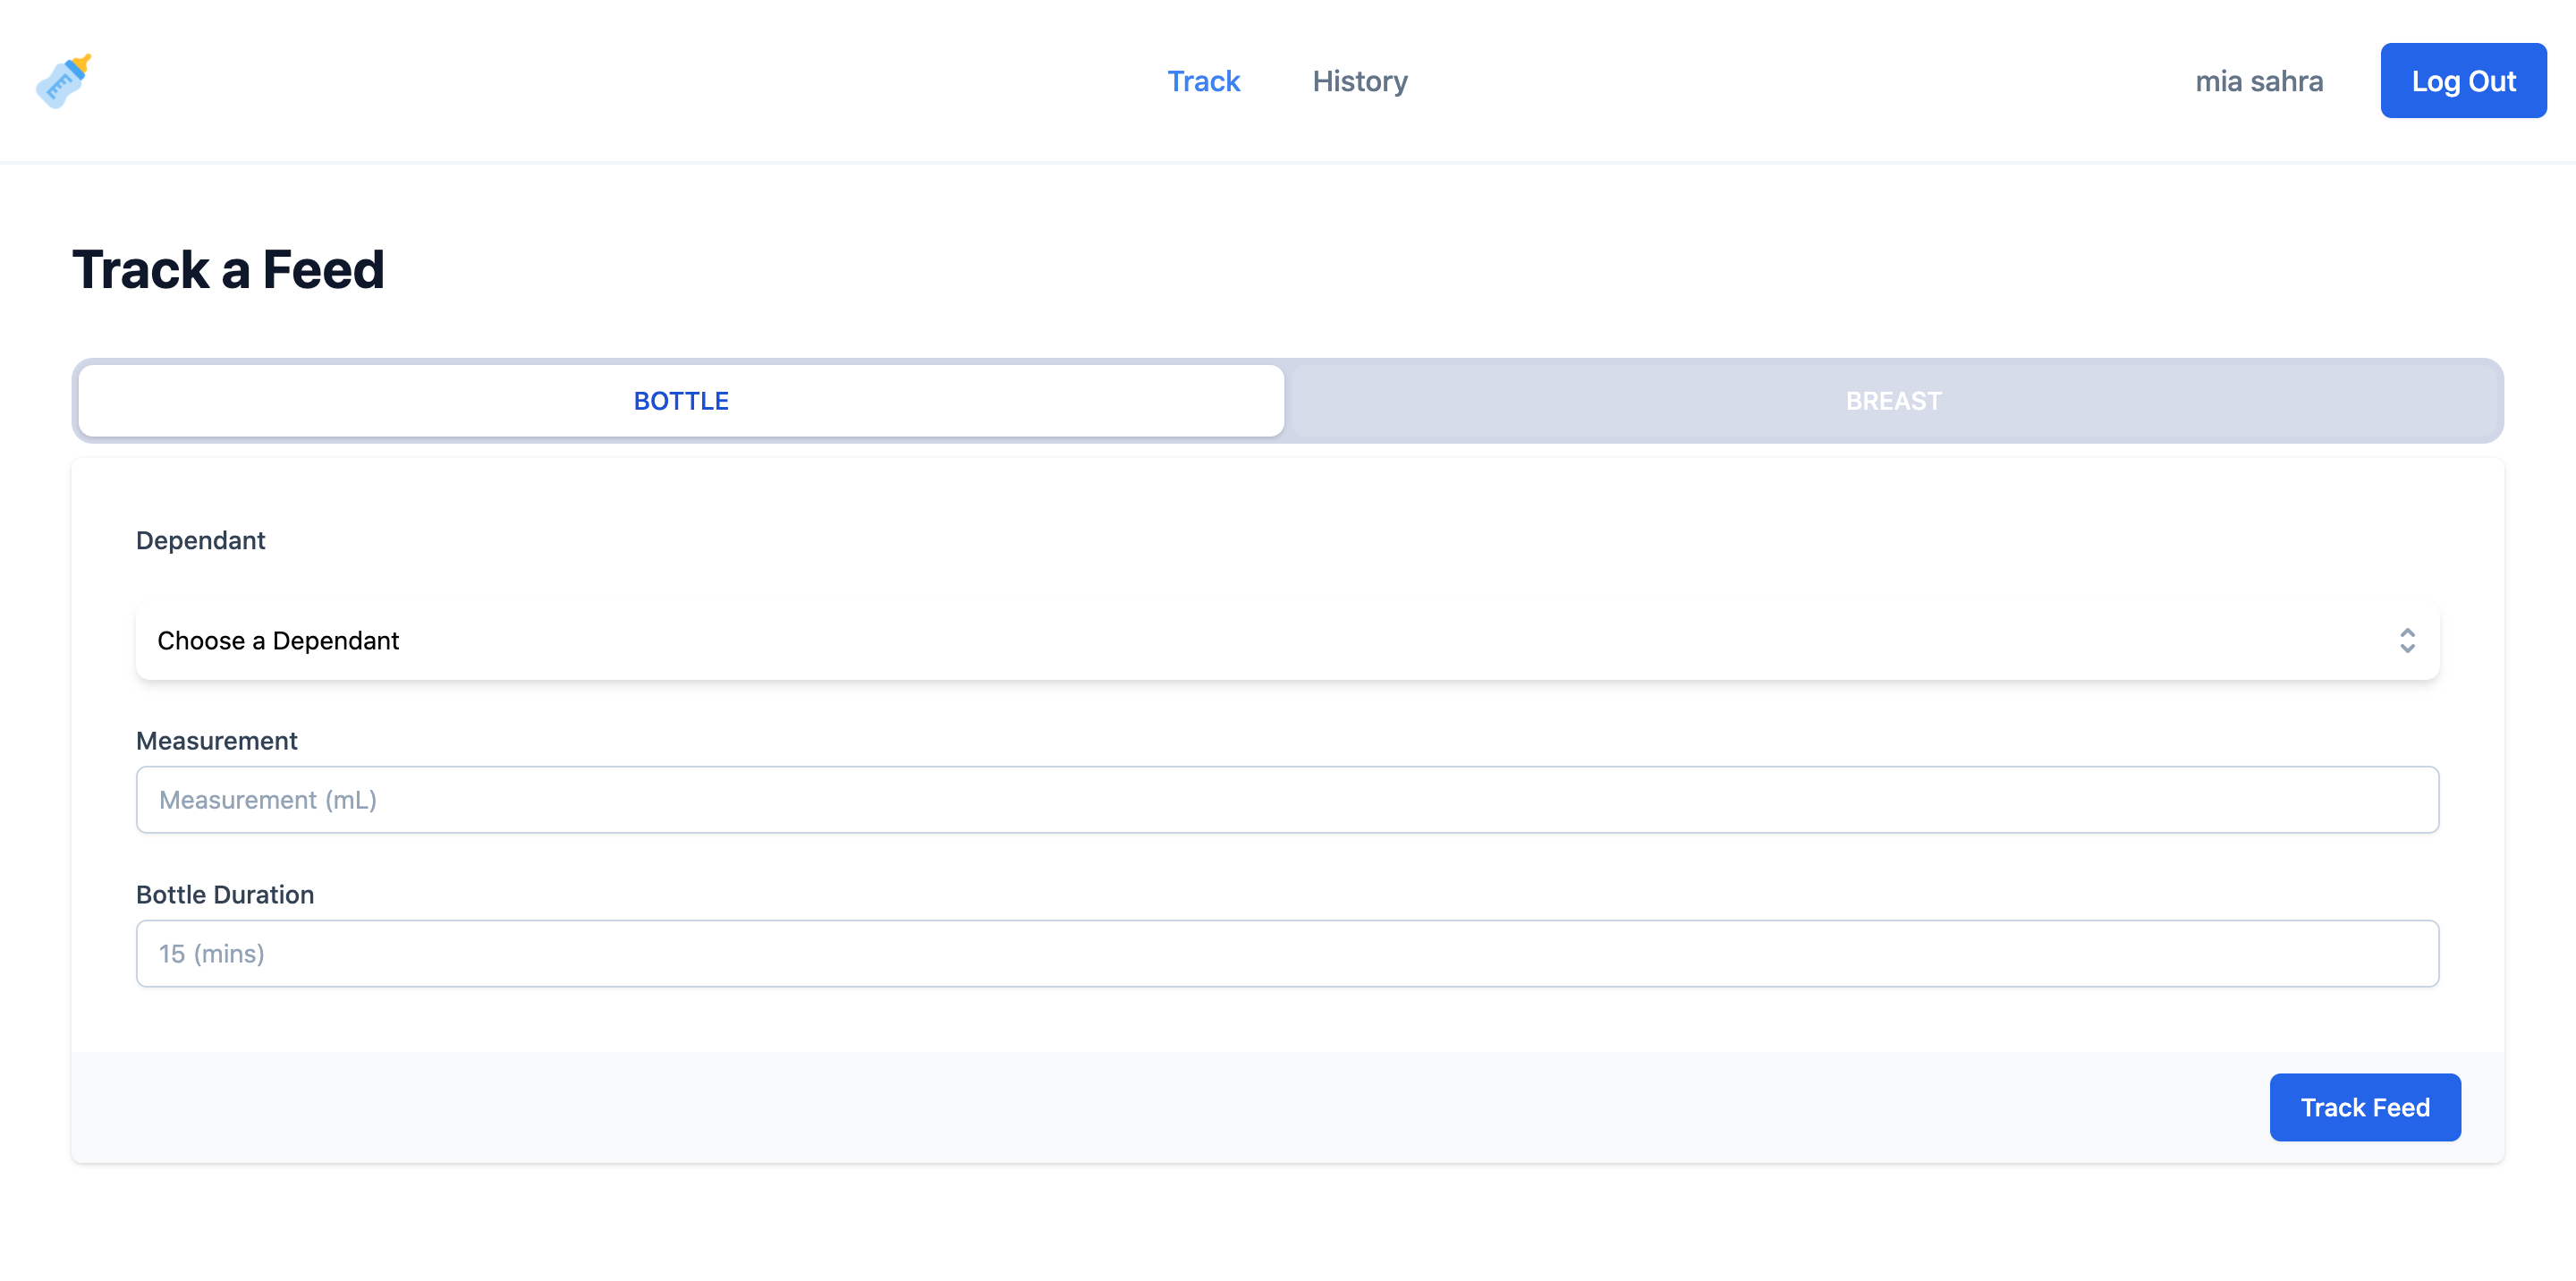 Track
History
mia sahra
Log Out
Track a Feed
BOTTLE
BREAST
Dependant
Choose a Dependant
Measurement
Measurement (mL)
Bottle Duration
15 (mins)
Track Feed